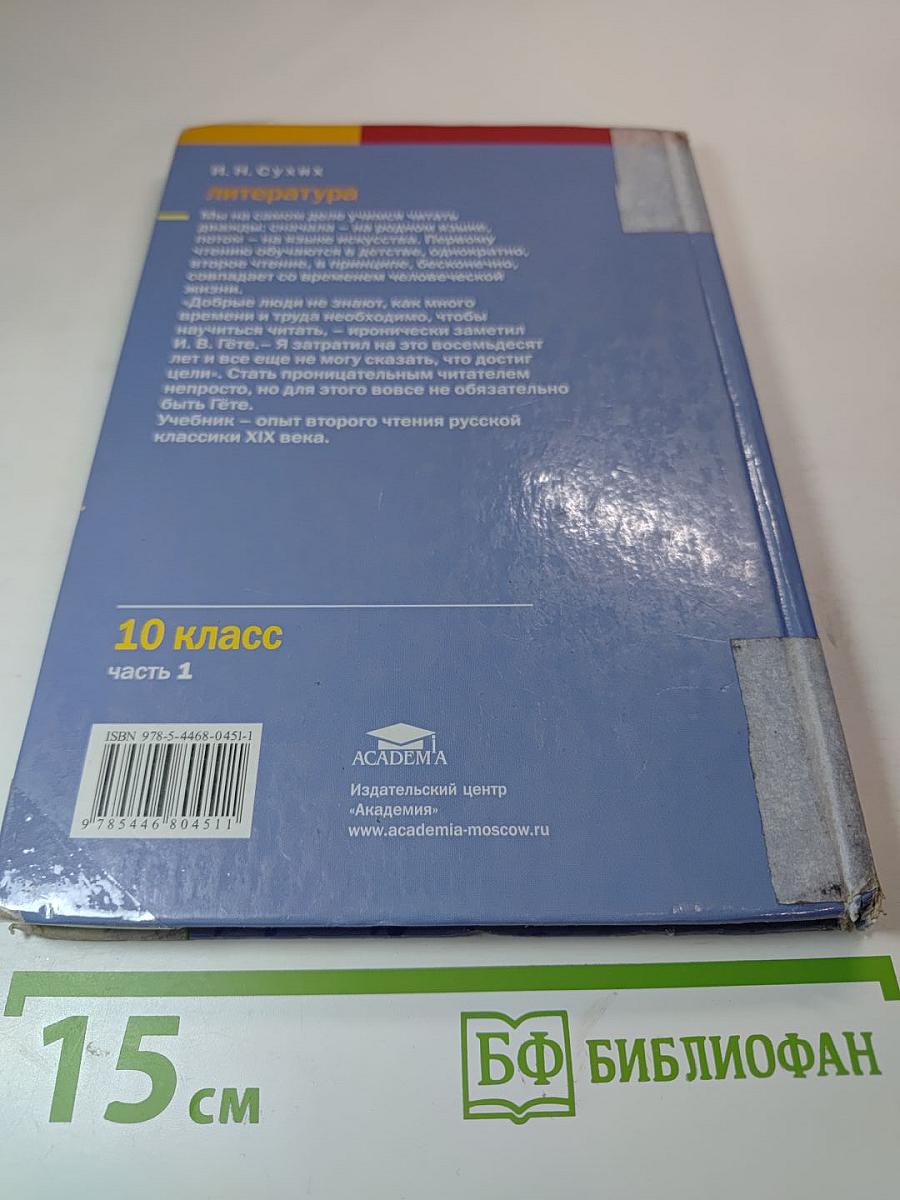 И. Н. Сухих
литература
Мы на самом деле учимся читать
дважды: сначала – на родном языке,
потом – на языке искусства. Первому
чтению обучаются в детстве, однократно,
второе чтение, в принципе, бесконечно,
совпадает со временем человеческой
жизни.
«Добрые люди не знают, как много
времени и труда необходимо, чтобы
научиться читать, – иронически заметил
И. В. Гёте.– Я затратил на это восемьдесят
лет и все еще не могу сказать, что достиг
цели». Стать проницательным читателем
непросто, но для этого вовсе не обязательно
быть Гёте.
Учебник – опыт второго чтения русской
классики XIX века.
10 класс
часть 1
ISBN 978-5-4468-0451-1
9 785446 804511
ACADEMA
Издательский центр
«Академия»
www.academia-moscow.ru
15 см
БФ БИБЛИОФАН